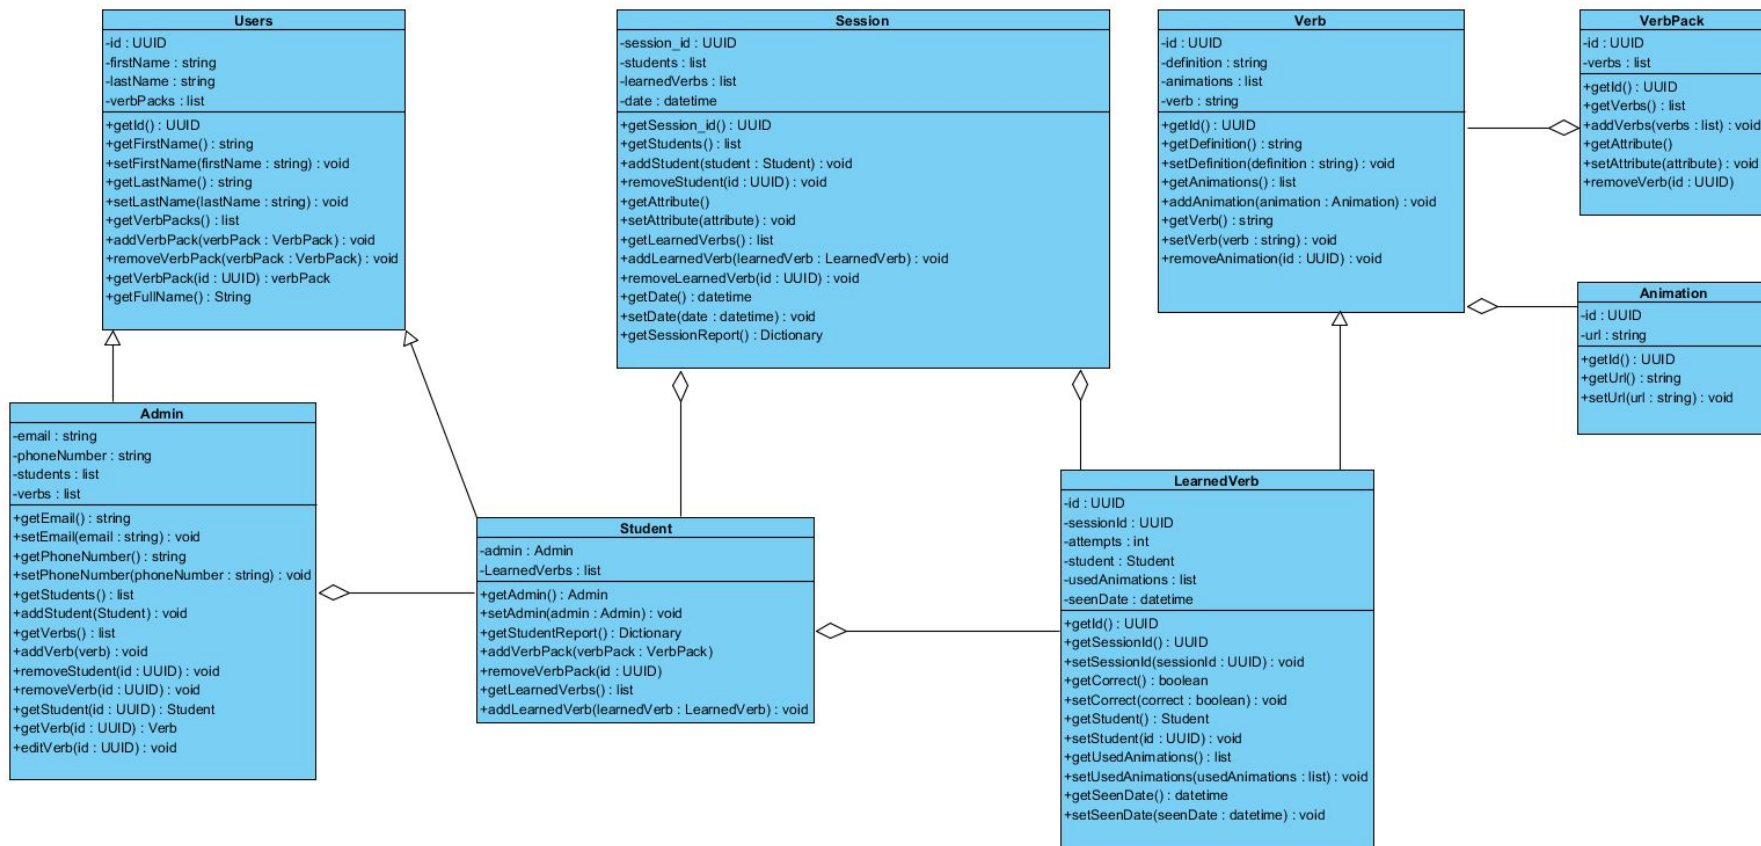 Users
-id : UUID
-firstName : string
-lastName : string
-verbPacks : list
+getId() : UUID
+getFirstName() : string
+setFirstName(firstName : string) : void
+getLastName() : string
+setLastName(lastName : string) : void
+getVerbPacks() : list
+addVerbPack(verbPack : VerbPack) : void
+removeVerbPack(verbPack : VerbPack) : void
+getVerbPack(id : UUID) : verbPack
+getFullName() : String
Session
-session_id : UUID
-students : list
-learnedVerbs : list
-date : datetime
+getSession_id() : UUID
+getStudents() : list
+addStudent(student : Student) : void
+removeStudent(id : UUID) : void
+getAttribute()
+setAttribute(attribute) : void
+getLearnedVerbs() : list
+addLearnedVerb(learnedVerb : LearnedVerb) : void
+removeLearnedVerb(id : UUID) : void
+getDate() : datetime
+setDate(date : datetime) : void
+getSessionReport() : Dictionary
Verb
-id : UUID
-definition : string
-animations : list
-verb : string
+getId() : UUID
+getDefinition() : string
+setDefinition(definition : string) : void
+getAnimations() : list
+addAnimation(animation : Animation) : void
+getVerb() : string
+setVerb(verb : string) : void
+removeAnimation(id : UUID) : void
VerbPack
-id : UUID
-verbs : list
+getId() : UUID
+getVerbs() : list
+addVerbs(verbs : list) : void
+getAttribute()
+setAttribute(attribute) : void
+removeVerb(id : UUID)
Animation
-id : UUID
-url : string
+getId() : UUID
+getUrl() : string
+setUrl(url : string) : void
Admin
-email : string
-phoneNumber : string
-students : list
-verbs : list
+getEmail() : string
+setEmail(email : string) : void
+getPhoneNumber() : string
+setPhoneNumber(phoneNumber : string) : void
+getStudents() : list
+addStudent(Student) : void
+getVerbs() : list
+addVerb(verb) : void
+removeStudent(id : UUID) : void
+removeVerb(id : UUID) : void
+getStudent(id : UUID) : Student
+getVerb(id : UUID) : Verb
+editVerb(id : UUID) : void
Student
-admin : Admin
-LearnedVerbs : list
+getAdmin() : Admin
+setAdmin(admin : Admin) : void
+getStudentReport() : Dictionary
+addVerbPack(verbPack : VerbPack)
+removeVerbPack(id : UUID)
+getLearnedVerbs() : list
+addLearnedVerb(learnedVerb : LearnedVerb) : void
LearnedVerb
-id : UUID
-sessionId : UUID
-attempts : int
-student : Student
-usedAnimations : list
-seenDate : datetime
+getId() : UUID
+getSessionId() : UUID
+setSessionId(sessionId : UUID) : void
+getCorrect() : boolean
+setCorrect(correct : boolean) : void
+getStudent() : Student
+setStudent(id : UUID) : void
+getUsedAnimations() : list
+setUsedAnimations(usedAnimations : list) : void
+getSeenDate() : datetime
+setSeenDate(seenDate : datetime) : void